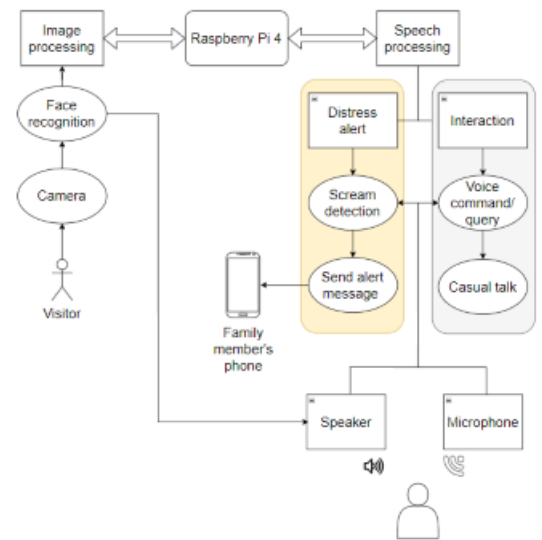 Image
processing
Raspberry Pi 4
Speech
processing
Face
recognition
Distress
alert
Interaction
Camera
Scream
detection
Voice
command/
query
Visitor
Send alert
message
Casual talk
Family
member's
phone
Speaker
Microphone